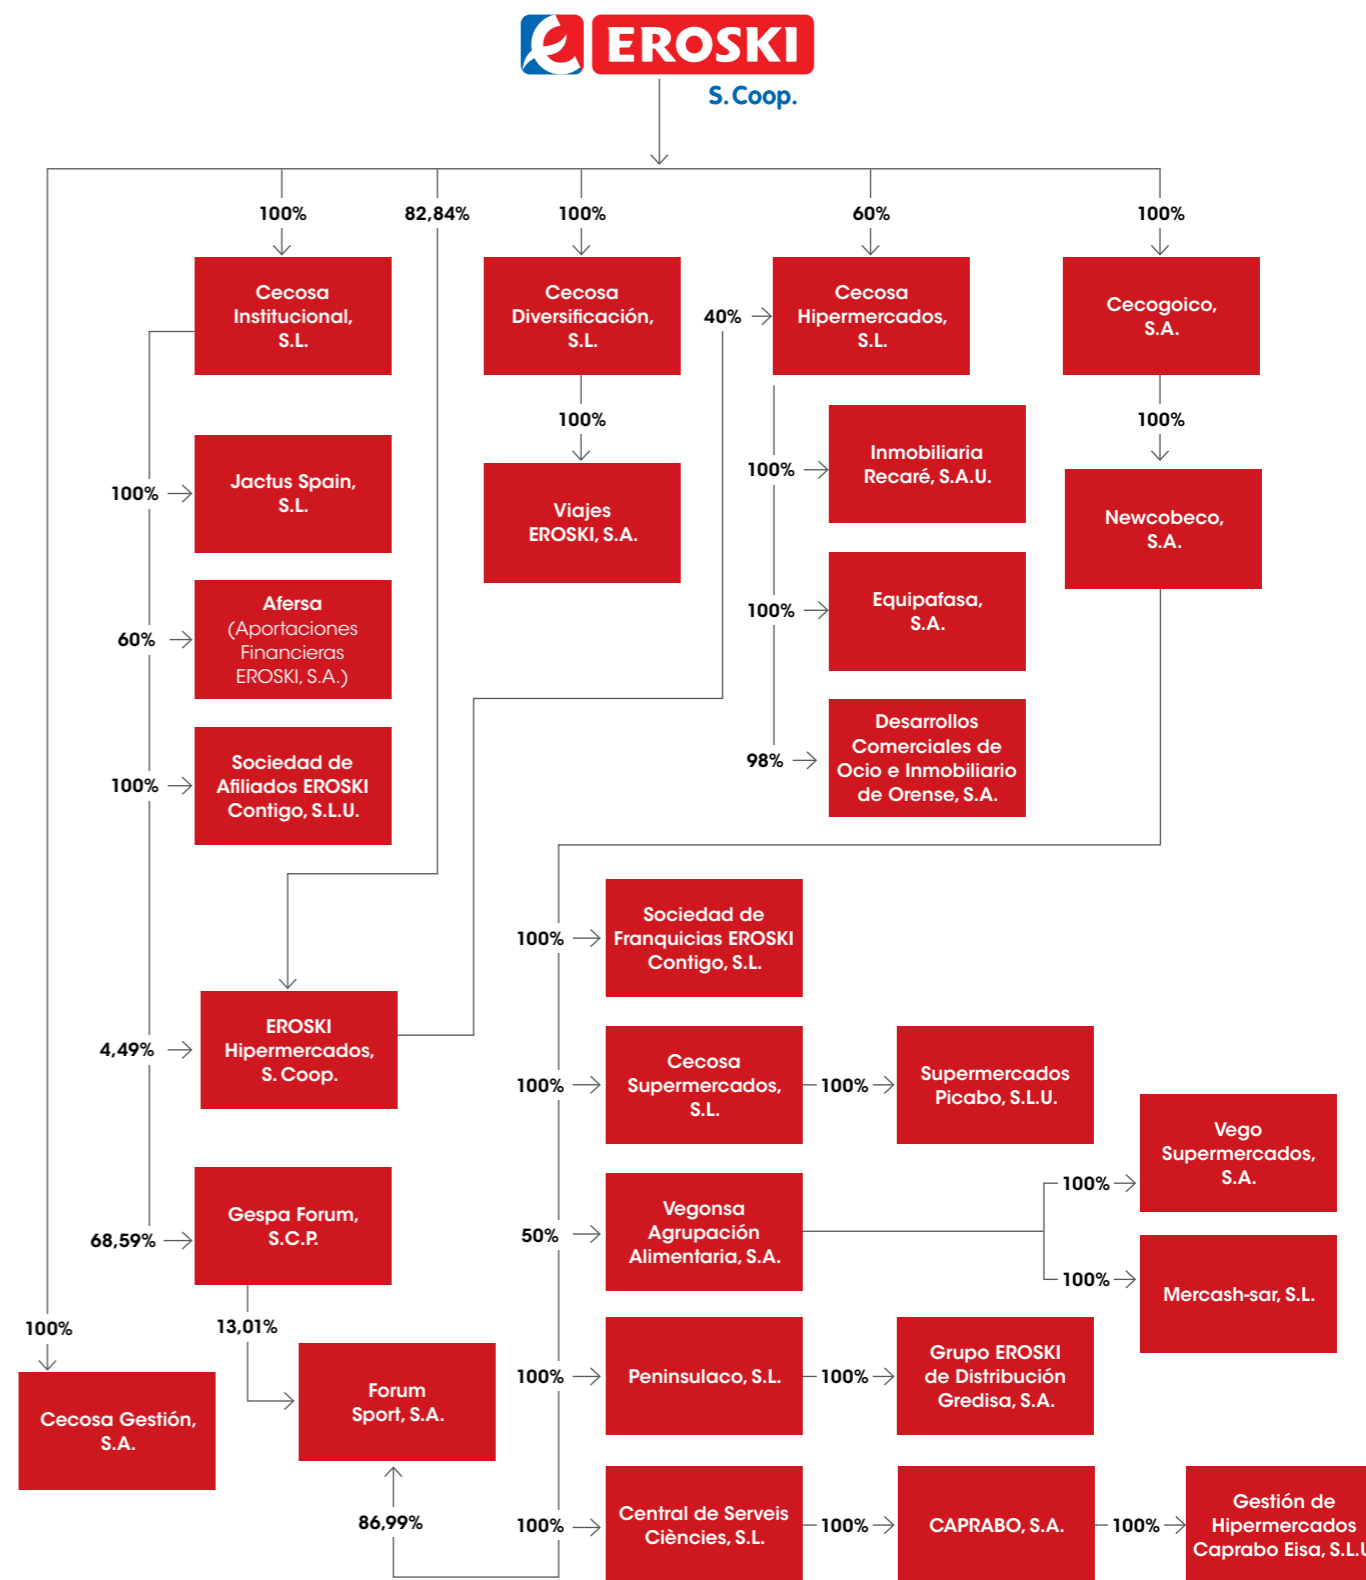 EROSKI
S. Coop.
100%
82,84%
100%
60%
100%
Cecosa
Institucional,
S.L.
Cecosa
Diversificación,
S.L.
40%
Cecosa
Hipermercados,
S.L.
Cecogoico,
S.A.
100%
Jactus Spain,
S.L.
60%
Afersa
(Aportaciones
Financieras
EROSKI, S.A.)
100%
Sociedad de
Afiliados EROSKI
Contigo, S.L.U.
100%
Viajes
EROSKI, S.A.
100%
Inmobiliaria
Recaré, S.A.U.
100%
Equipafasa,
S.A.
98%
Desarrollos
Comerciales de
Ocio e Inmobiliario
de Orense, S.A.
100%
Newcobeco,
S.A.
4,49%
EROSKI
Hipermercados,
S. Coop.
68,59%
Gespa Forum,
S.C.P.
100%
Cecosa Gestión,
S.A.
13,01%
Forum
Sport, S.A.
86,99%
100%
Sociedad de
Franquicias EROSKI
Contigo, S.L.
100%
Cecosa
Supermercados,
S.L.
100%
Supermercados
Picabo, S.L.U.
50%
Vegonsa
Agrupación
Alimentaria, S.A.
100%
Vego
Supermercados,
S.A.
100%
Mercash-sar, S.L.
100%
Peninsulaco, S.L.
100%
Grupo EROSKI
de Distribución
Gredisa, S.A.
100%
Central de Serveis
Ciències, S.L.
100%
CAPRABO, S.A.
100%
Gestión de
Hipermercados
Caprabo Eisa, S.L.U